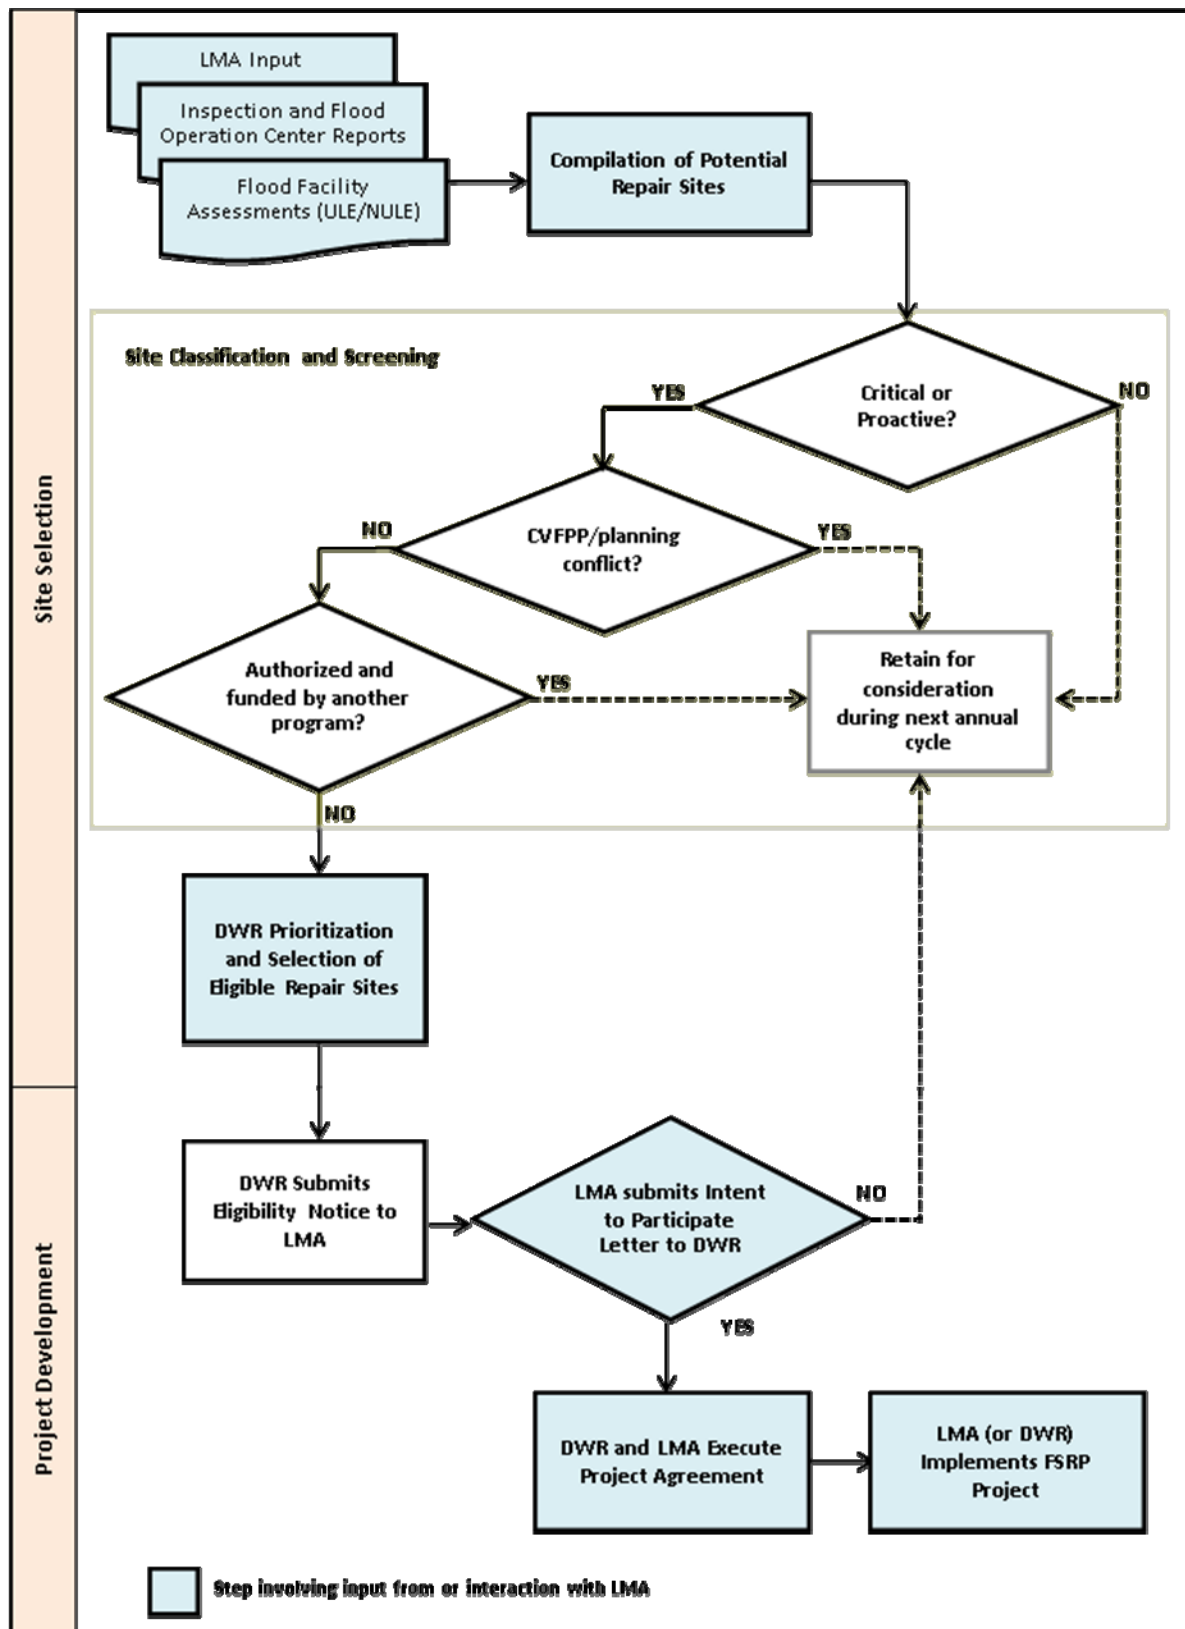 Site Selection
LMA Input
Inspection and Flood
Operation Center Reports
Flood Facility
Assessments (ULE/NULE)
Compilation of Potential
Repair Sites
Site Classification and Screening
Critical or
Proactive?
YES
NO
CVFPP/planning
conflict?
NO
YES
Authorized and
funded by another
program?
YES
NO
Retain for
consideration
during next annual
cycle
DWR Prioritization
and Selection of
Eligible Repair Sites
Project Development
DWR Submits
Eligibility Notice to
LMA
LMA submits Intent
to Participate
Letter to DWR
NO
YES
DWR and LMA Execute
Project Agreement
LMA (or DWR)
Implements FSRP
Project
Step involving input from or interaction with LMA